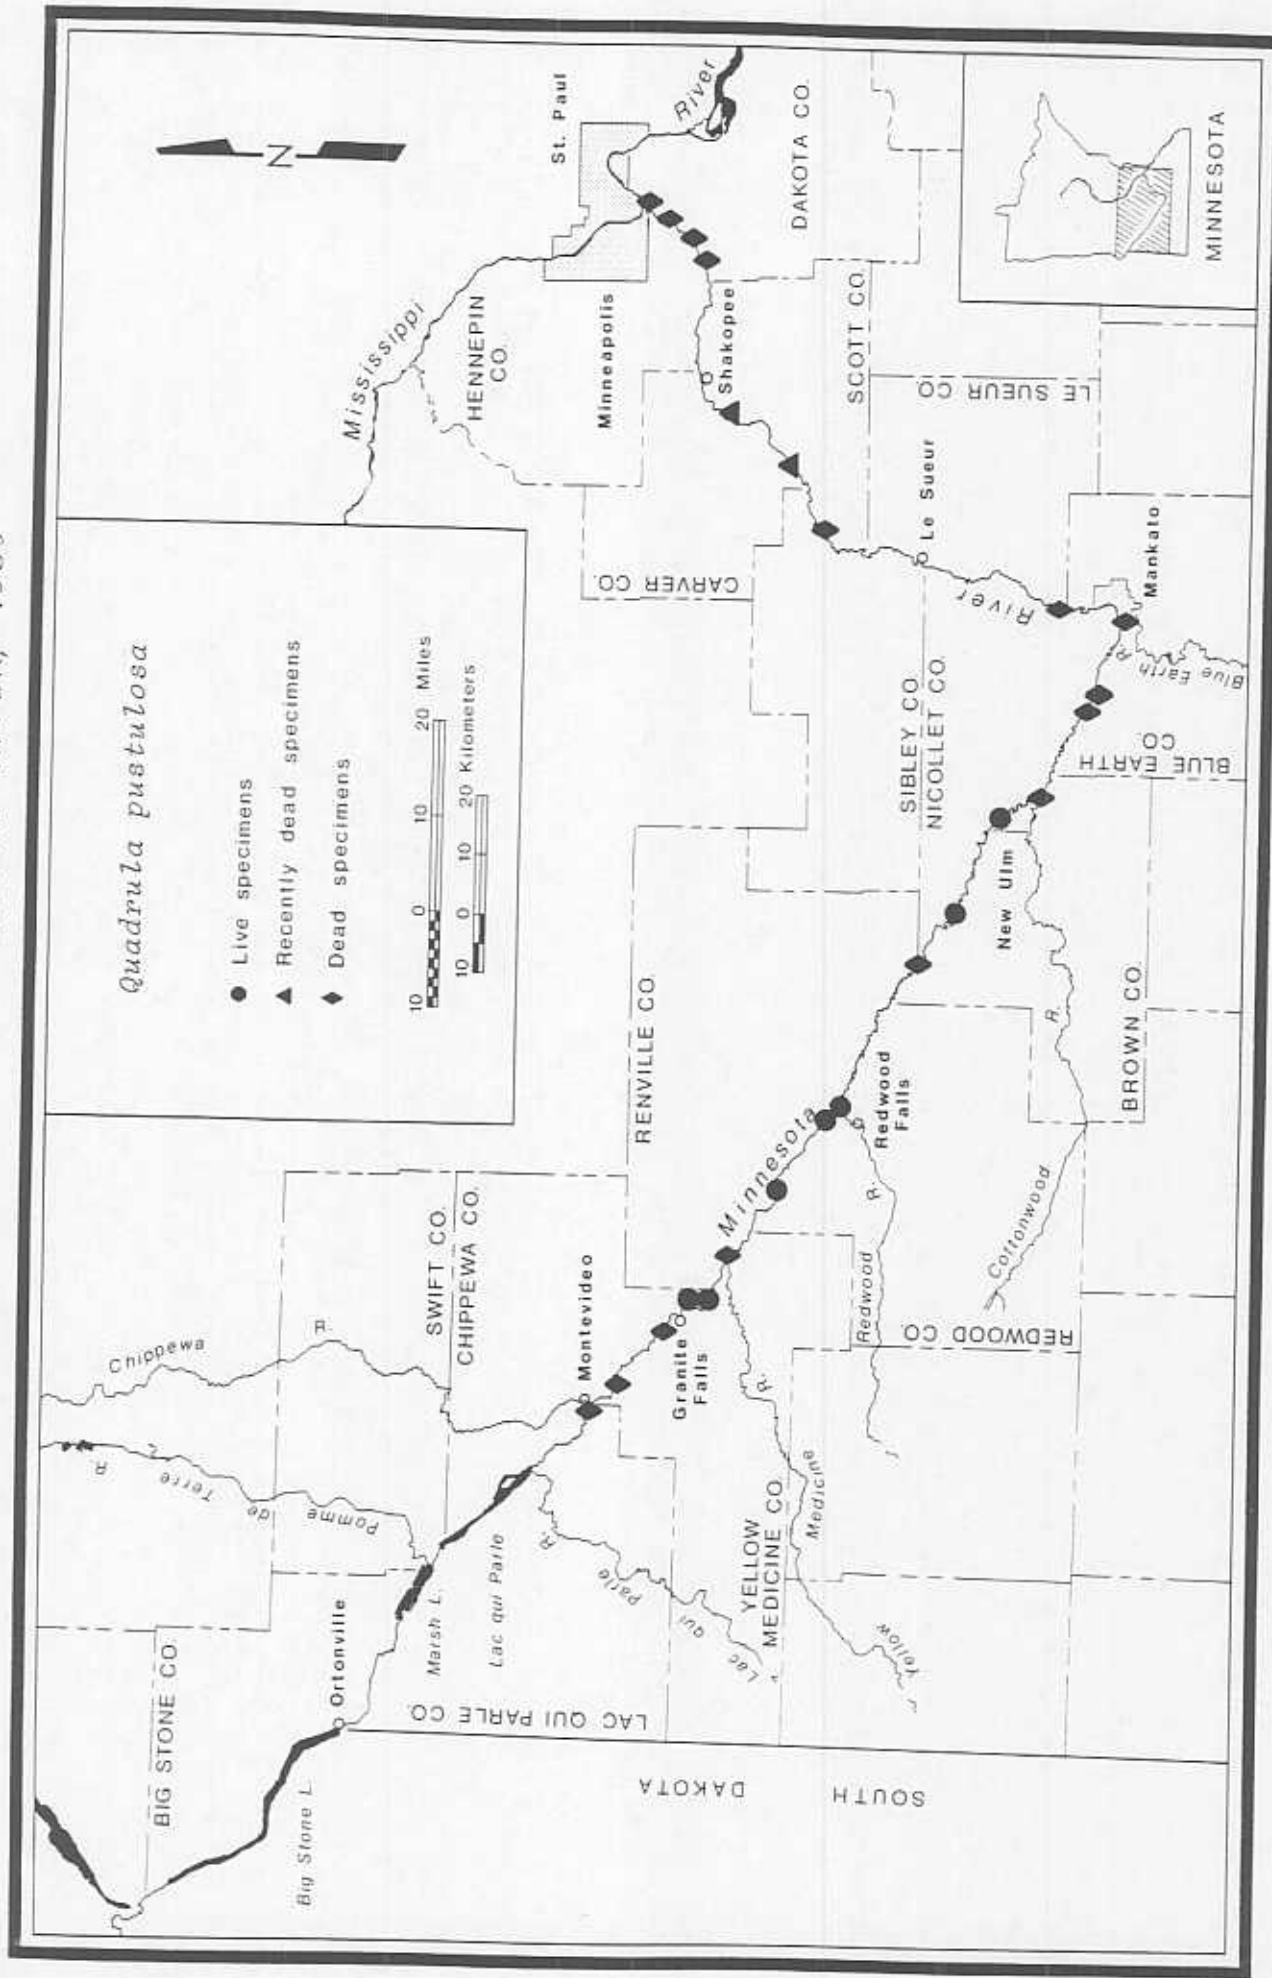 Quadrula pustulosa
Live specimens
Recently dead specimens
Dead specimens
10 0 10 20 Miles
10 0 10 20 Kilometers
N
BIG STONE CO.
Big Stone L.
Ortonville
Marsh L.
Lac qui Parle
Pomme de Terre R.
Chippewa R.
SWIFT CO.
CHIPPEWA CO.
LAC QUI PARLE CO.
Lac qui Parle R.
SOUTH DAKOTA
Montevideo
Granite
Falls
YELLOW
MEDICINE CO.
Yellow Medicine R.
Minnesota River
RENVILLE CO.
Redwood
Falls
Redwood R.
REDWOOD CO.
Cottonwood R.
BROWN CO.
New Ulm
SIBLEY CO.
NICOLLET CO.
BLUE EARTH
CO.
Blue Earth R.
Mankato
Le Sueur
LE SUEUR CO.
CARVER CO.
SCOTT CO.
Shakopee
Minneapolis
HENNEPIN
CO.
Mississippi River
St. Paul
DAKOTA CO.
MINNESOTA